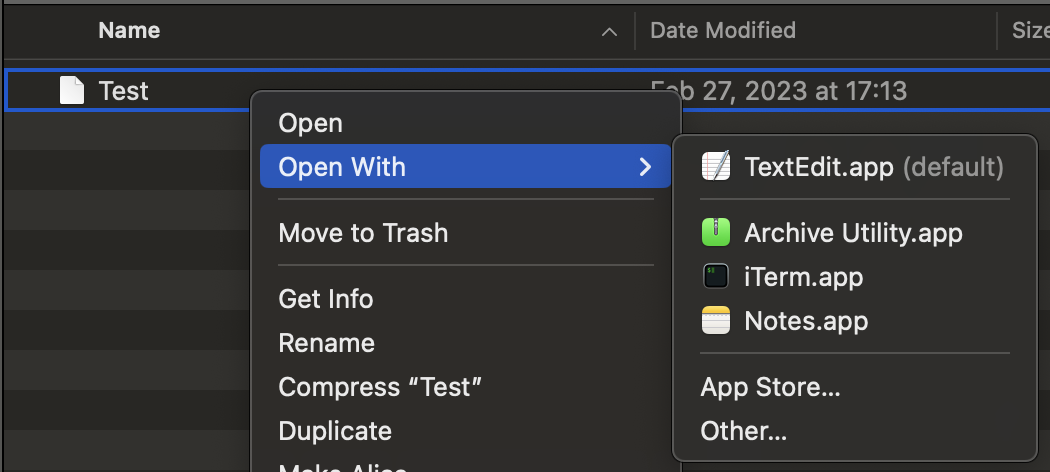 Name Date Modified Size
Test Feb 27, 2023 at 17:13
Open
Open With
Move to Trash
Get Info
Rename
Compress “Test”
Duplicate
Make Alias
TextEdit.app (default)
Archive Utility.app
iTerm.app
Notes.app
App Store...
Other...